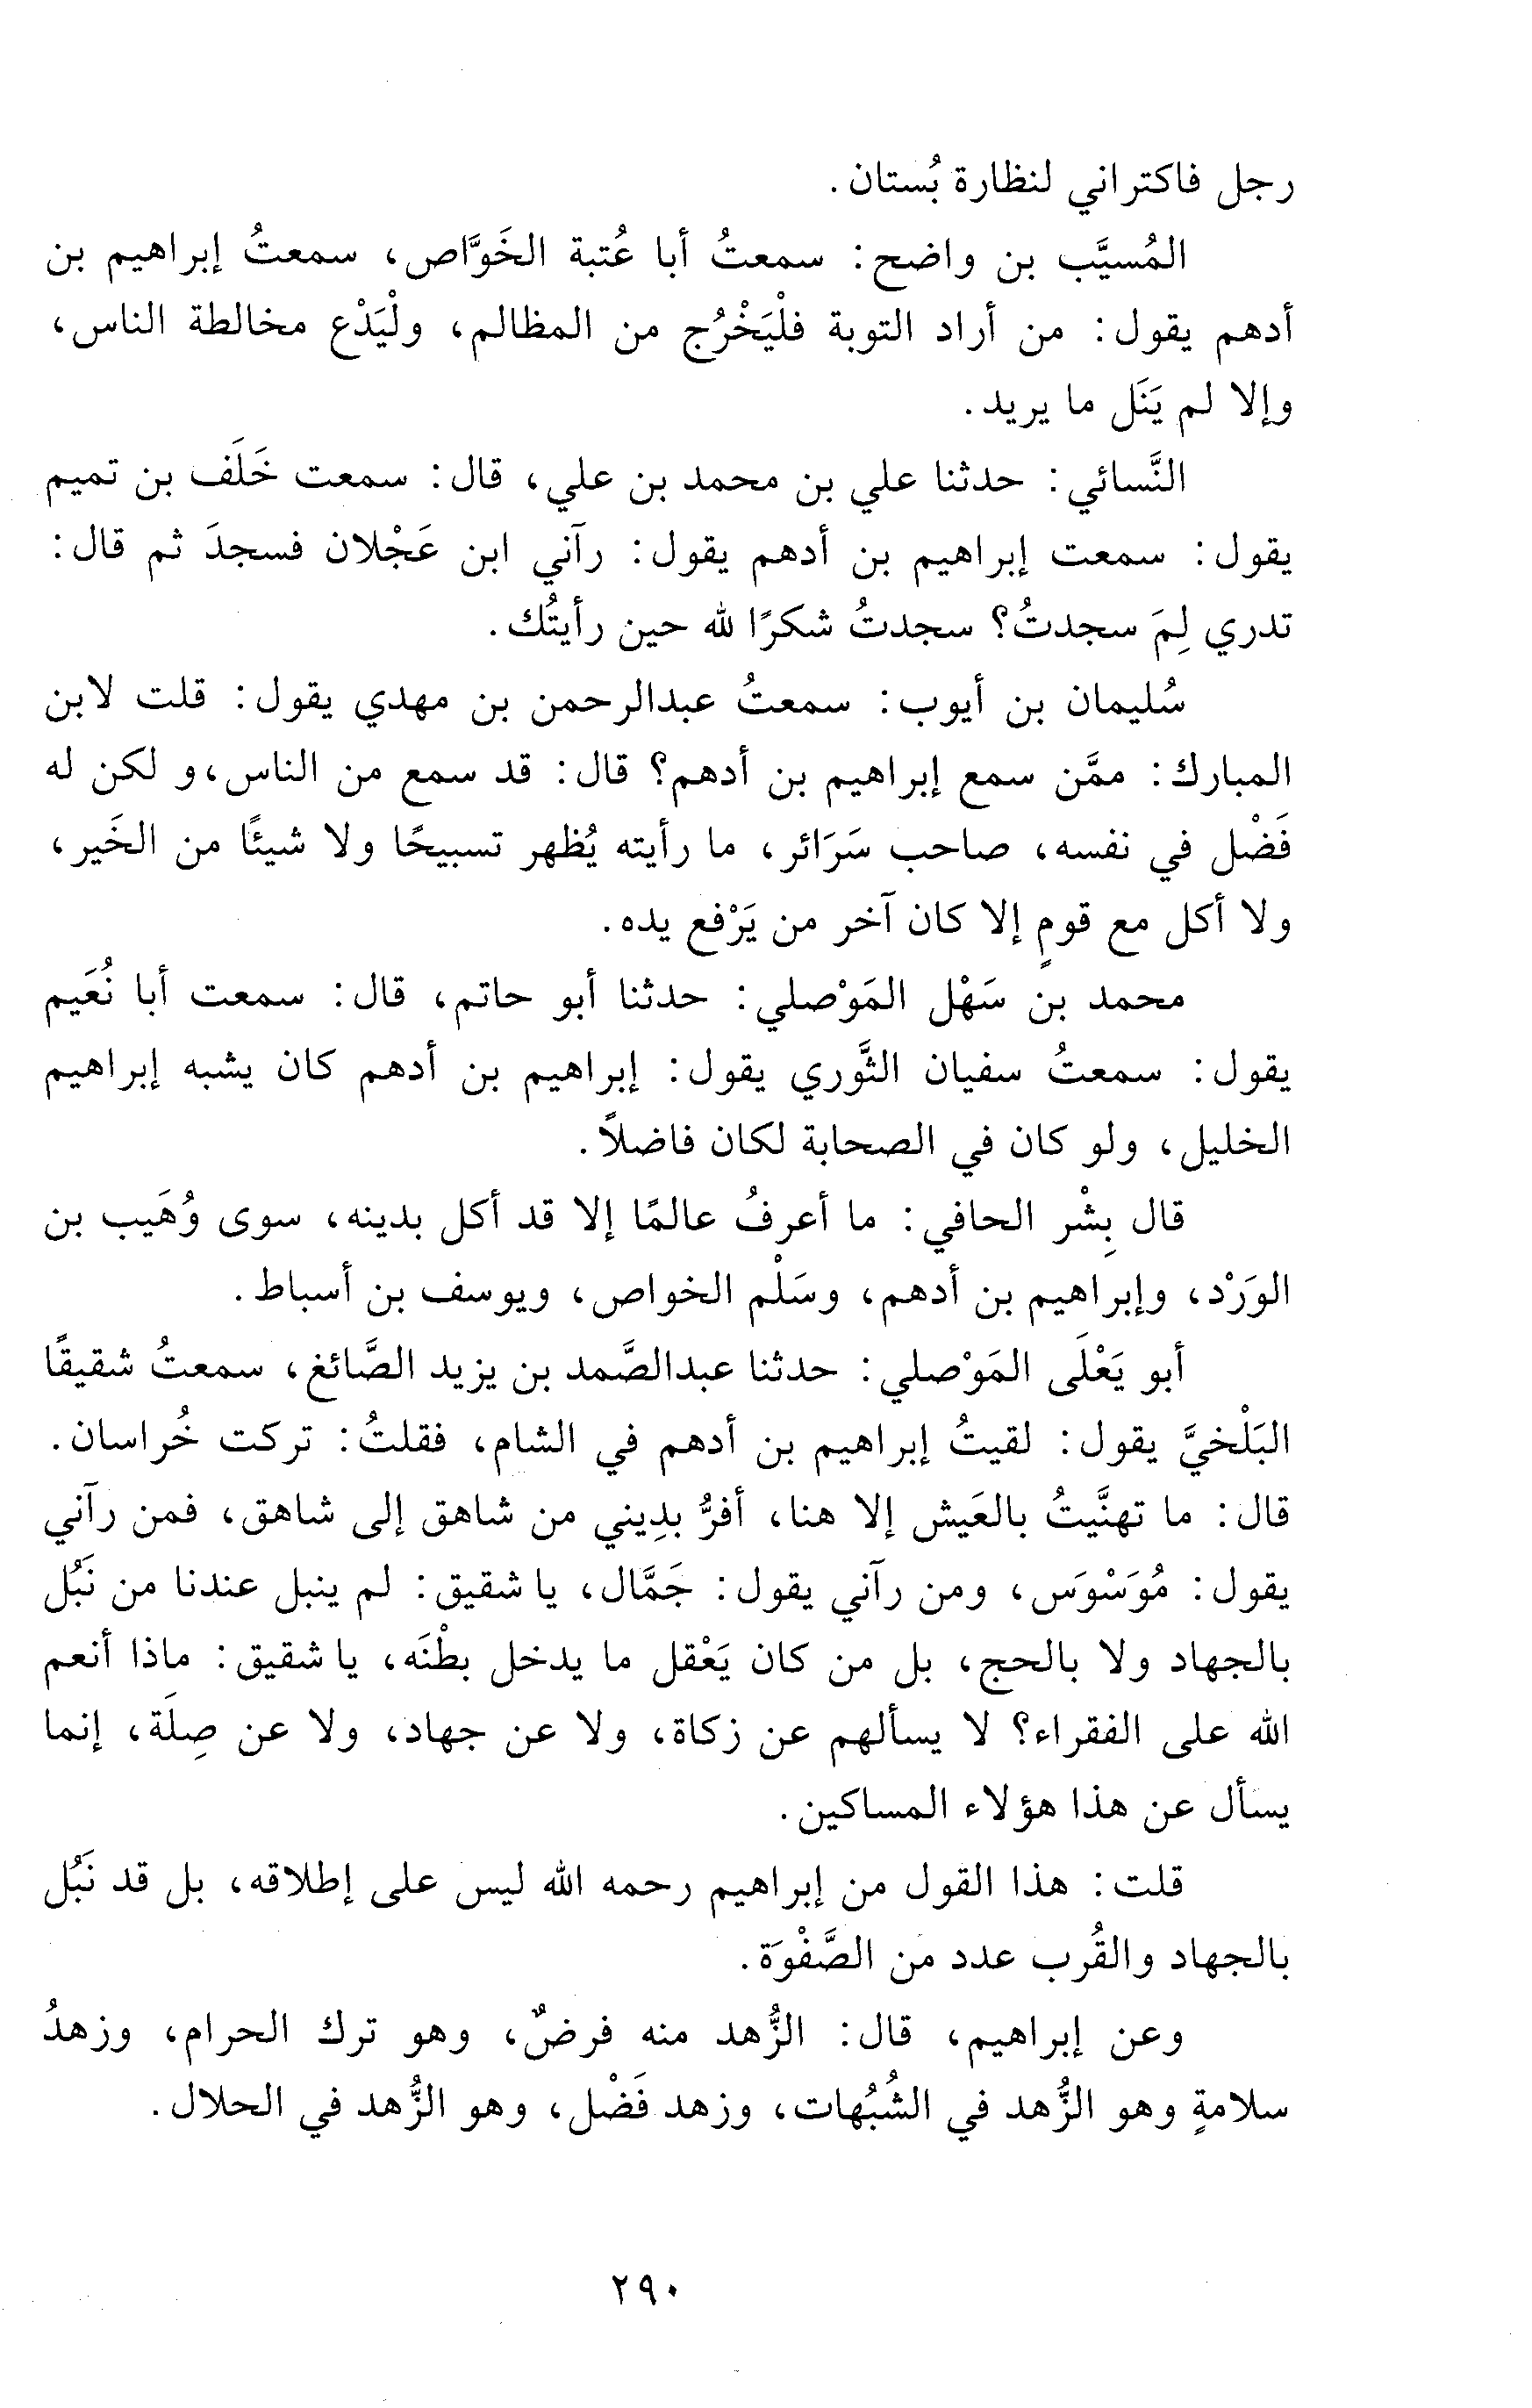 رجل فاكتراني لنظارة بُستان.
المُسيَّب بن واضح: سمعتُ أبا عُتبة الخَوَّاص، سمعتُ إبراهيم بن
أدهم يقول: من أراد التوبة فلْيَخْرُج من المظالم، ولْيَدْع مخالطة الناس،
وإلا لم يَنَل ما يريد.
النَّسائي: حدثنا علي بن محمد بن علي، قال: سمعت خَلَف بن تميم
يقول: سمعت إبراهيم بن أدهم يقول: رآني ابن عَجْلان فسجدَ ثم قال:
تدري لِمَ سجدتُ؟ سجدتُ شكرًا لله حين رأيتُك.
سُليمان بن أيوب: سمعتُ عبدالرحمن بن مهدي يقول: قلت لابن
المبارك: ممَّن سمع إبراهيم بن أدهم؟ قال: قد سمع من الناس، و لكن له
فَضْل في نفسه، صاحب سَرَائر، ما رأيته يُظهر تسبيحًا ولا شيئًا من الخَير،
ولا أكل مع قومٍ إلا كان آخر من يَرْفع يده.
محمد بن سَهْل المَوْصلي: حدثنا أبو حاتم، قال: سمعت أبا نُعَيم
يقول: سمعتُ سفيان الثَّوري يقول: إبراهيم بن أدهم كان يشبه إبراهيم
الخليل، ولو كان في الصحابة لكان فاضلاً.
قال بِشْر الحافي: ما أعرفُ عالمًا إلا قد أكل بدينه، سوى وُهَيب بن
الوَرْد، وإبراهيم بن أدهم، وسَلْم الخواص، ويوسف بن أسباط.
أبو يَعْلَى المَوْصلي: حدثنا عبدالصَّمد بن يزيد الصَّائغ، سمعتُ شقيقًا
البَلْخيَّ يقول: لقيتُ إبراهيم بن أدهم في الشام، فقلتُ: تركت خُراسان.
قال: ما تهنَّيتُ بالعَيش إلا هنا، أفرُّ بدِيني من شاهق إلى شاهق، فمن رآني
يقول: مُوَسْوَس، ومن رآني يقول: جَمَّال، يا شقيق: لم ينبل عندنا من نَبُل
بالجهاد ولا بالحج، بل من كان يَعْقل ما يدخل بطْنَه، يا شقيق: ماذا أنعم
الله على الفقراء؟ لا يسألهم عن زكاة، ولا عن جهاد، ولا عن صِلَة، إنما
يسأل عن هذا هؤلاء المساكين.
قلت: هذا القول من إبراهيم رحمه الله ليس على إطلاقه، بل قد نَبُل
بالجهاد والقُرب عدد من الصَّفْوَة.
وعن إبراهيم، قال: الزُّهد منه فرضٌ، وهو ترك الحرام، وزهدُ
سلامةٍ وهو الزُّهد في الشُبُهات، وزهد فَضْل، وهو الزُّهد في الحلال.
٢٩٠